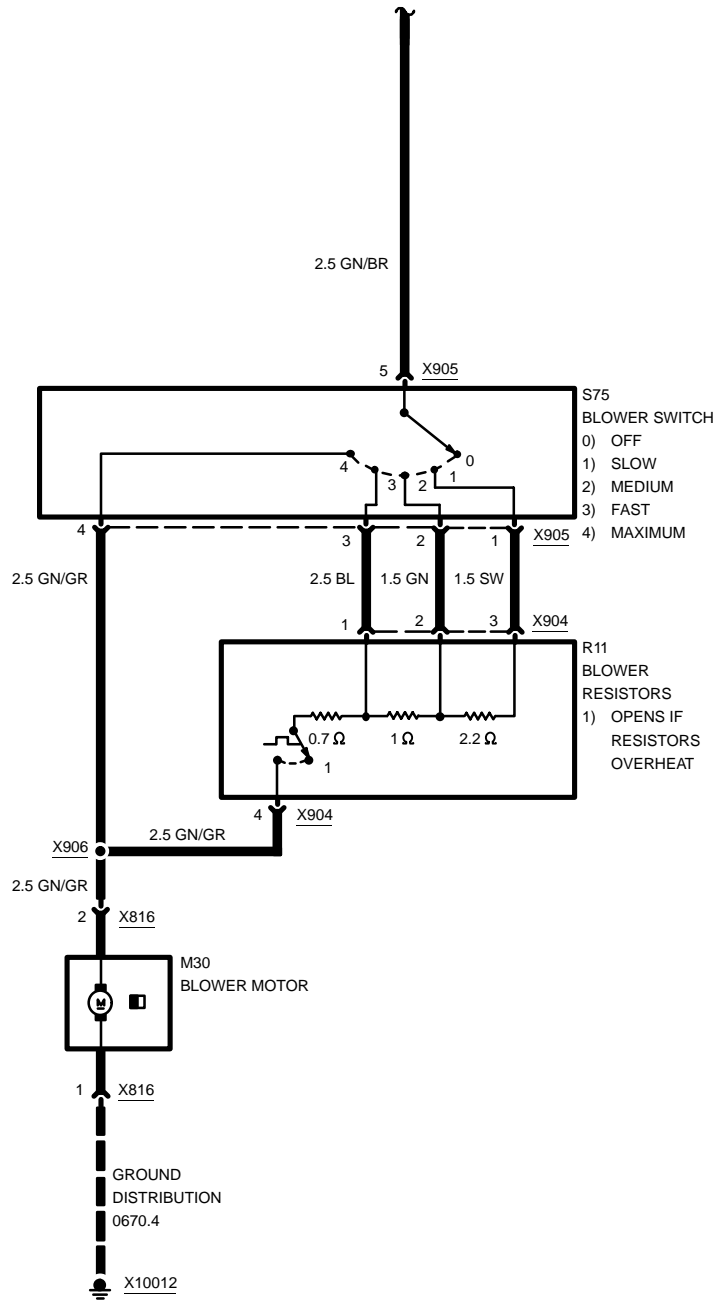 2.5 GN/BR
5 X905
S75
BLOWER SWITCH
0) OFF
1) SLOW
2) MEDIUM
3) FAST
4) MAXIMUM
4 3 2 1 0
4 3 2 1 X905
2.5 GN/GR 2.5 BL 1.5 GN 1.5 SW
1 2 3 X904
R11
BLOWER
RESISTORS
1) OPENS IF
RESISTORS
OVERHEAT
0.7 Ω 1 Ω 2.2 Ω
1
4 X904
2.5 GN/GR
X906
2.5 GN/GR
2 X816
M30
BLOWER MOTOR
M
1 X816
GROUND
DISTRIBUTION
0670.4
X10012